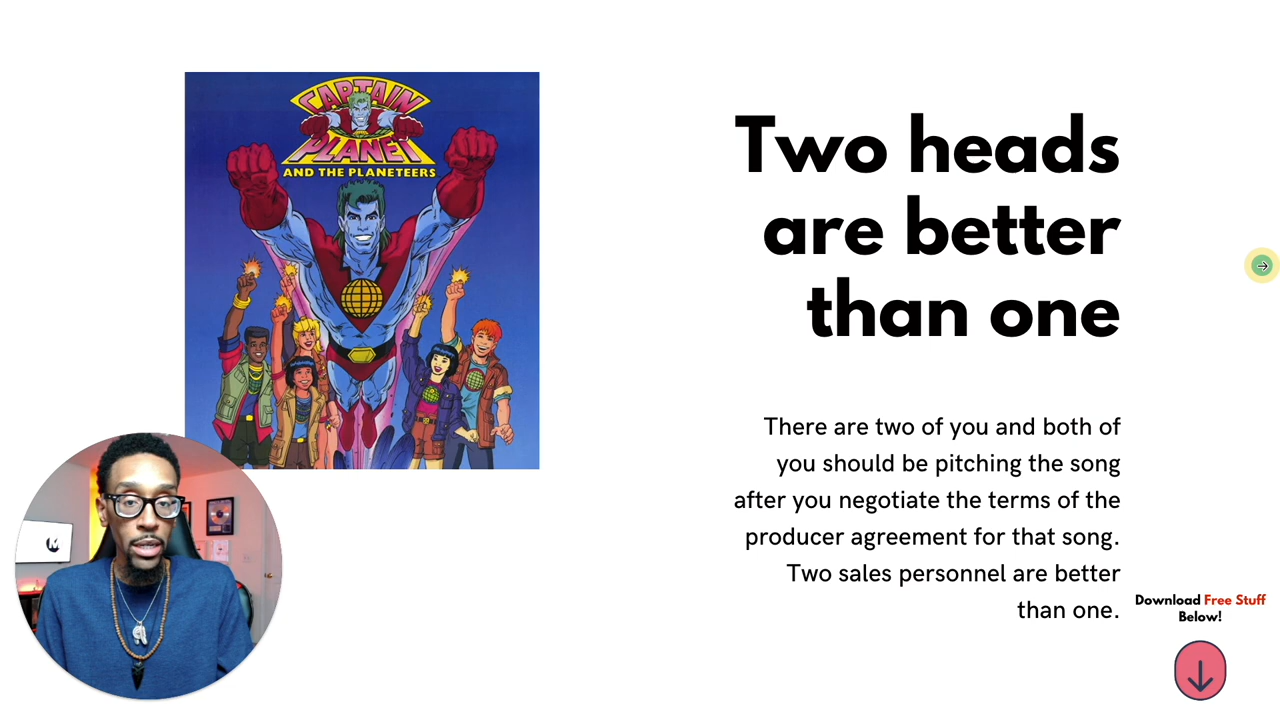 CAPTAIN
PLANET
AND THE PLANETEERS
Two heads
are better
than one
There are two of you and both of
you should be pitching the song
after you negotiate the terms of the
producer agreement for that song.
Two sales personnel are better
than one.
Download Free Stuff
Below!